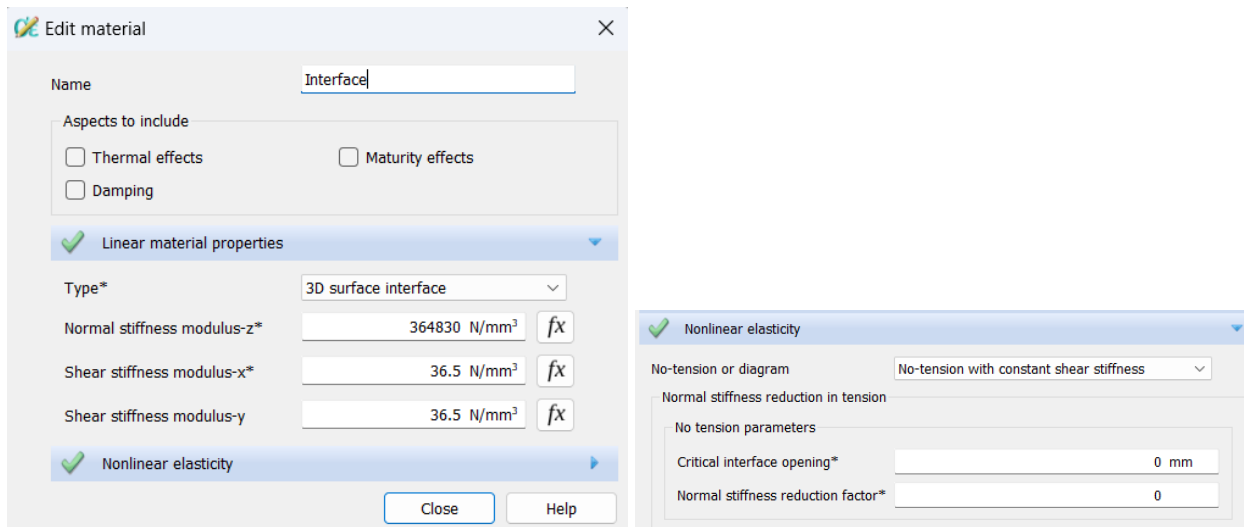 Edit material
Name
Interface
Aspects to include
Thermal effects
Maturity effects
Damping
Linear material properties
Type*
3D surface interface
Normal stiffness modulus-z*
364830 N/mm³
fx
Shear stiffness modulus-x*
36.5 N/mm³
fx
Shear stiffness modulus-y
36.5 N/mm³
fx
Nonlinear elasticity
Close
Help
Nonlinear elasticity
No-tension or diagram
No-tension with constant shear stiffness
Normal stiffness reduction in tension
No tension parameters
Critical interface opening*
0 mm
Normal stiffness reduction factor*
0